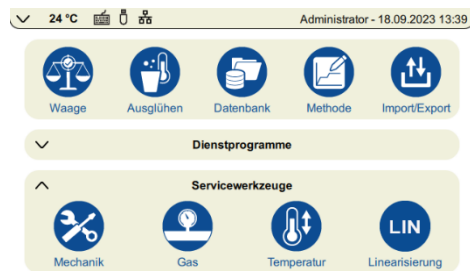 24 °C Administrator - 18.09.2023 13:39
Waage Ausglühen Datenbank Methode Import/Export
Dienstprogramme
Servicewerkzeuge
LIN
Mechanik Gas Temperatur Linearisierung